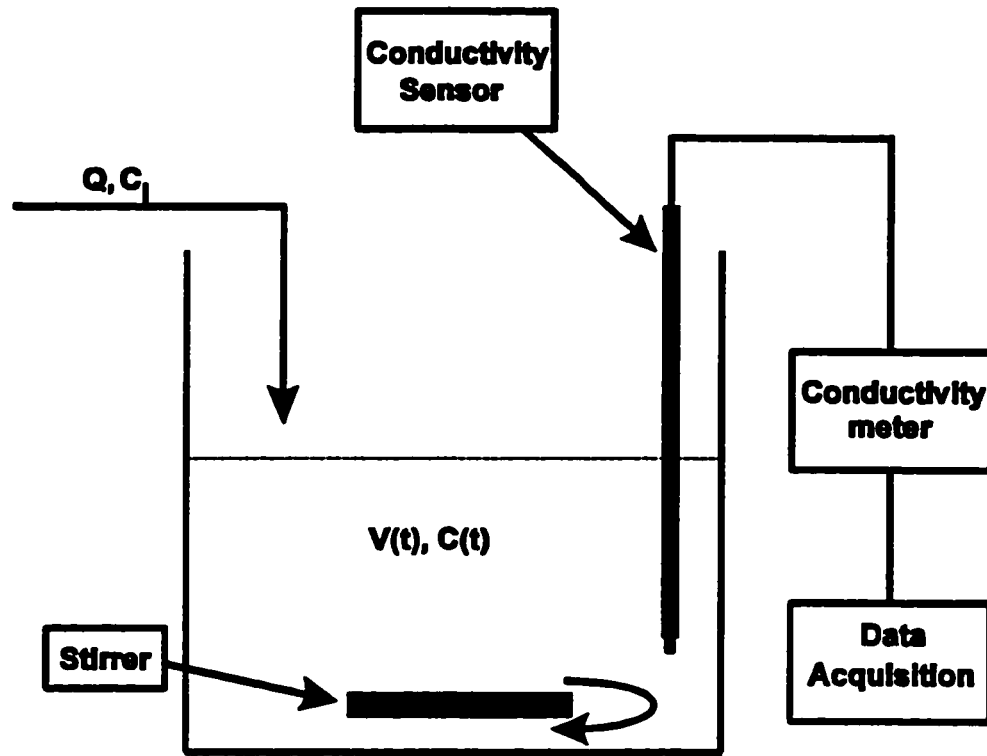 Conductivity
Sensor
Q, C
V(t), C(t)
Conductivity
meter
Stirrer
Data
Acquisition